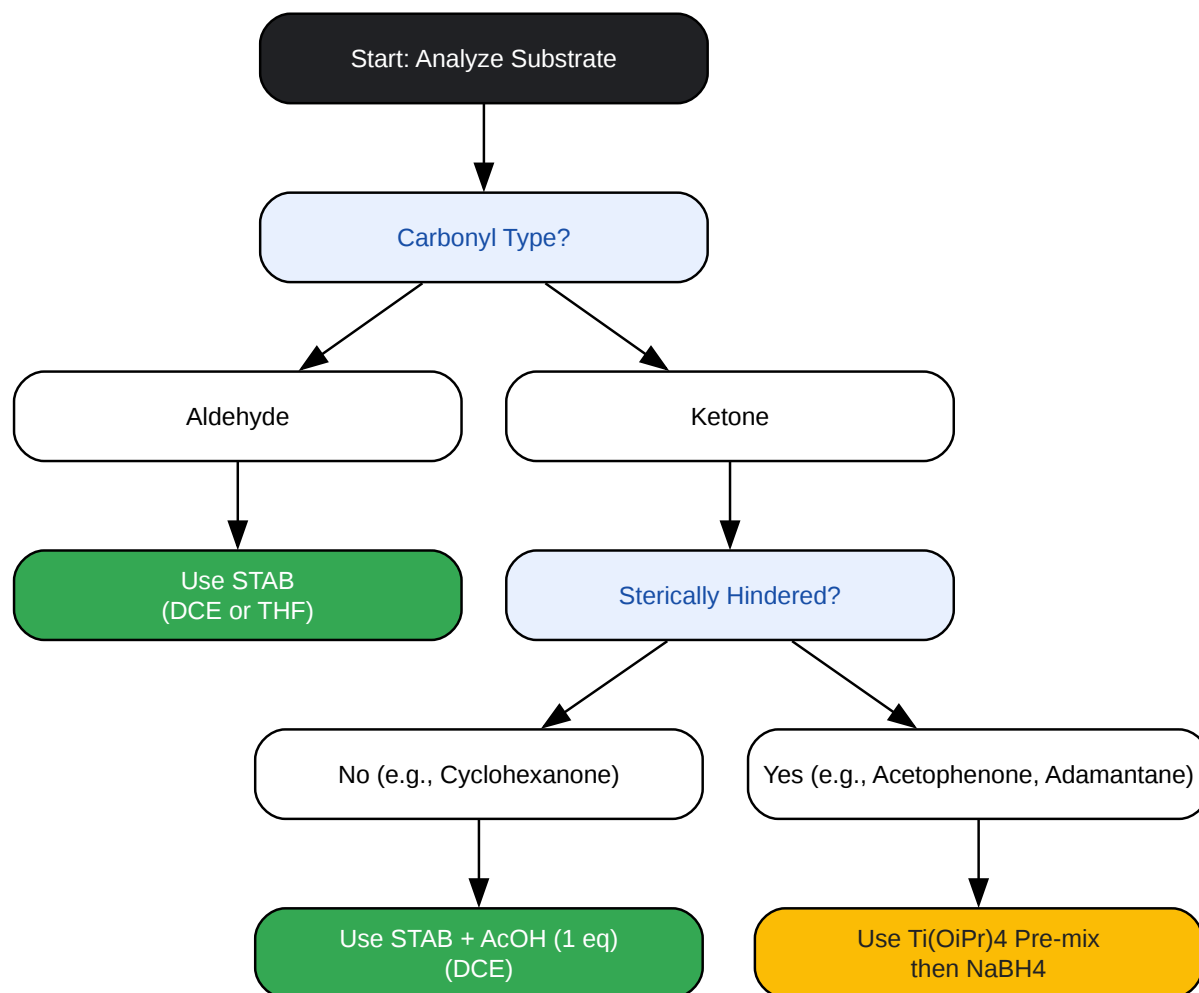 Start: Analyze Substrate
Carbonyl Type?
Aldehyde
Ketone
Use STAB
(DCE or THF)
Sterically Hindered?
No (e.g., Cyclohexanone)
Yes (e.g., Acetophenone, Adamantane)
Use STAB + AcOH (1 eq)
(DCE)
Use Ti(OiPr)4 Pre-mix
then NaBH4